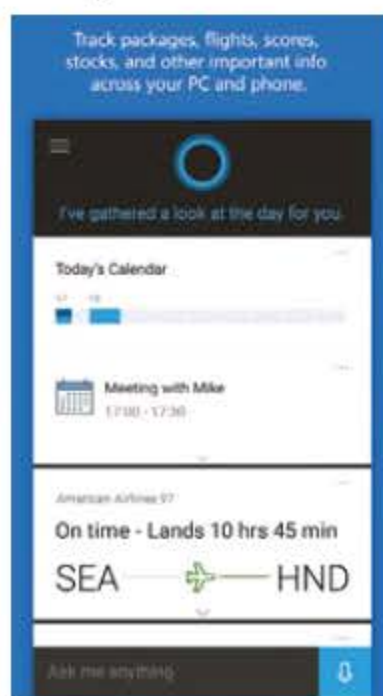 Track packages, flights, scores,
stocks, and other important info
across your PC and phone.
I've gathered a look at the day for you.
Today's Calendar
17 18
Meeting with Mike
17:00 - 17:30
American Airlines 97
On time - Lands 10 hrs 45 min
SEA HND
Ask me anything